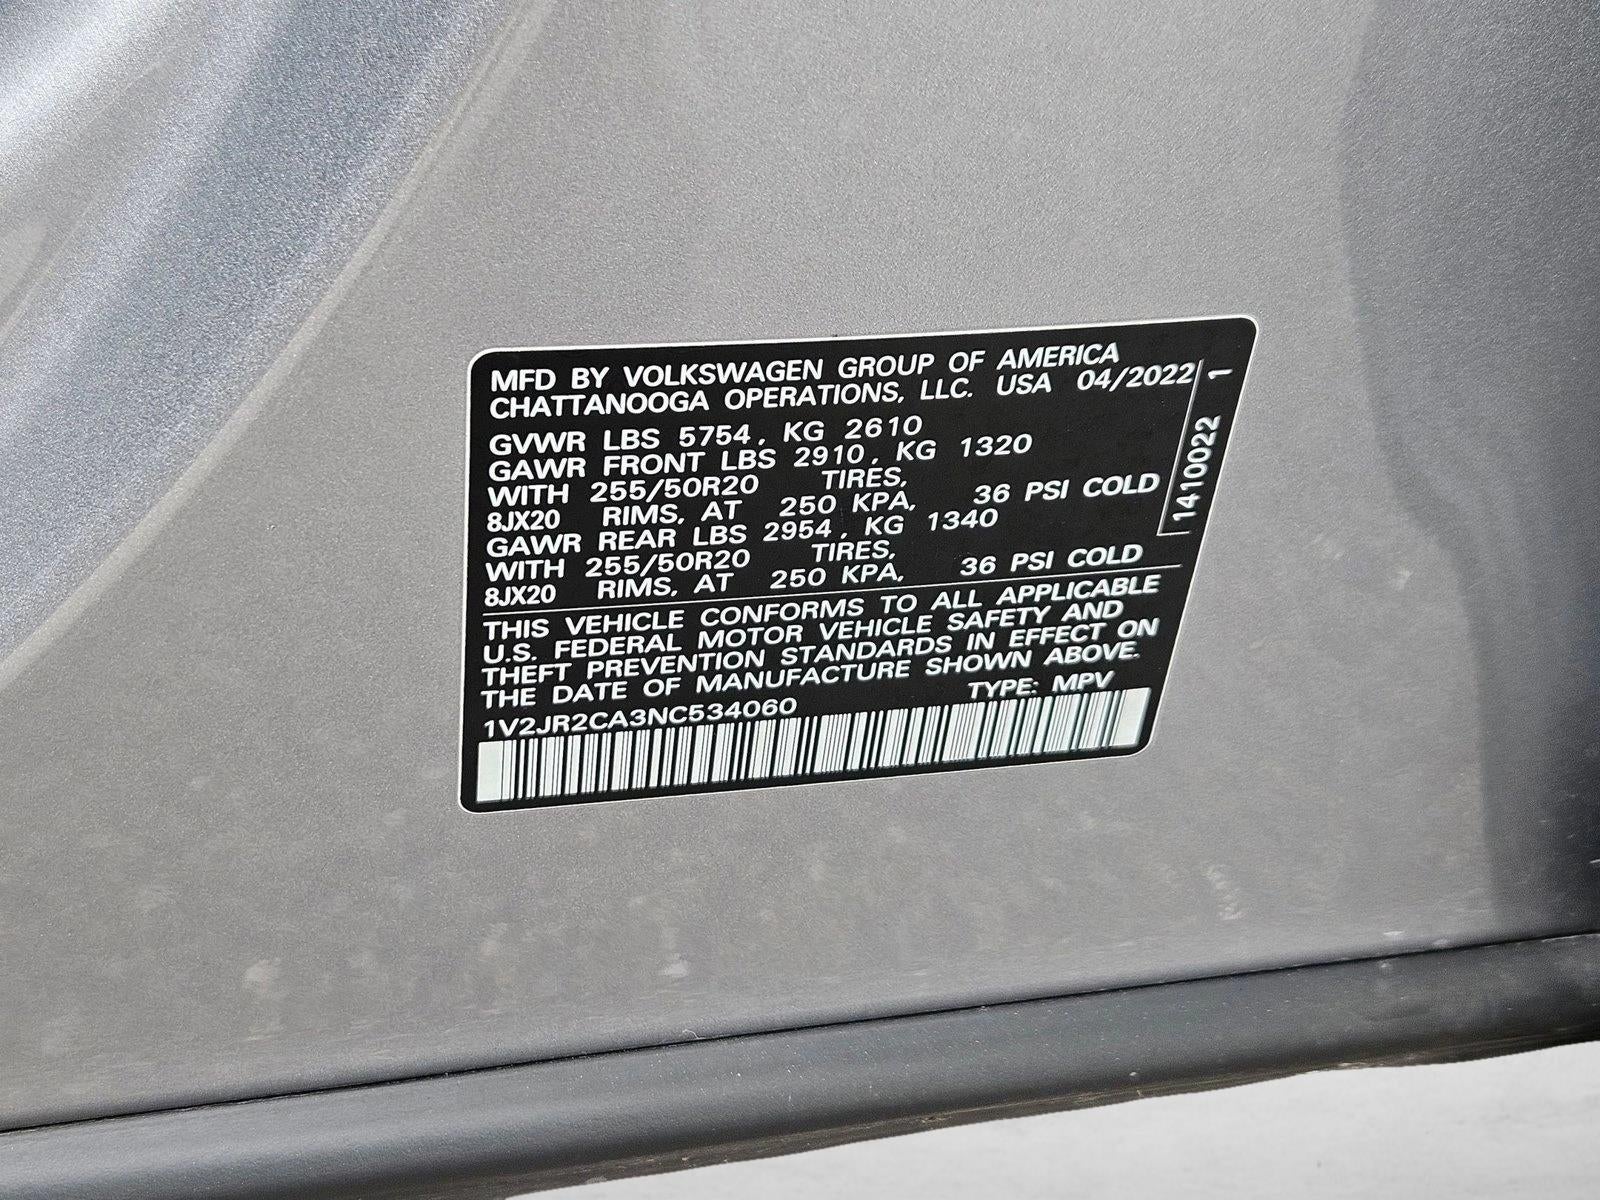 MFD BY VOLKSWAGEN GROUP OF AMERICA
CHATTANOOGA OPERATIONS, LLC. USA 04/2022
GVWR LBS 5754, KG 2610
GAWR FRONT LBS 2910, KG 1320
WITH 255/50R20 TIRES,
8JX20 RIMS, AT 250 KPA, 36 PSI COLD
GAWR REAR LBS 2954, KG 1340
WITH 255/50R20 TIRES,
8JX20 RIMS, AT 250 KPA, 36 PSI COLD
THIS VEHICLE CONFORMS TO ALL APPLICABLE
U.S. FEDERAL MOTOR VEHICLE SAFETY AND
THEFT PREVENTION STANDARDS IN EFFECT ON
THE DATE OF MANUFACTURE SHOWN ABOVE.
TYPE: MPV
1V2JR2CA3NC534060
1410022 1